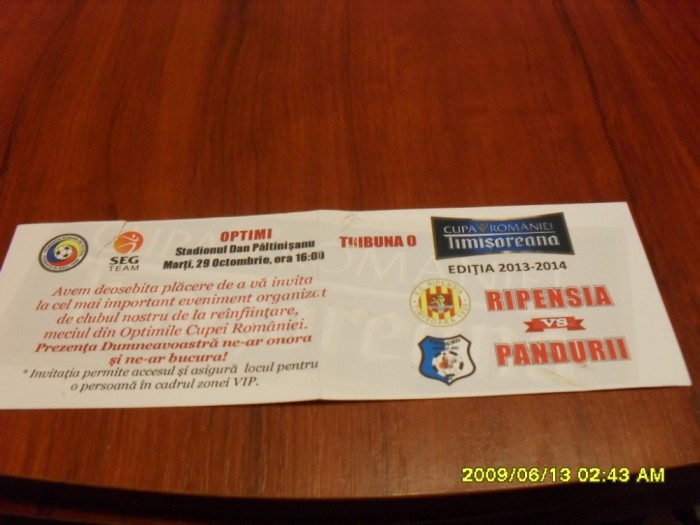 SEG
TEAM
OPTIMI
Stadionul Dan Păltinişanu
Marţi, 29 Octombrie, ora 16:00
Avem deosebita plăcere de a vă invita
la cel mai important eveniment organizat
de clubul nostru de la reînfiinţare,
meciul din Optimile Cupei României.
Prezenţa Dumneavoastră ne-ar onora
şi ne-ar bucura!
* Invitaţia permite accesul şi asigură locul pentru
o persoană în cadrul zonei VIP.
TRIBUNA 0
CUPA ROMÂNIEI
Timişoreana
EDIŢIA 2013-2014
RIPENSIA
VS
PANDURII
2009/06/13 02:43 AM